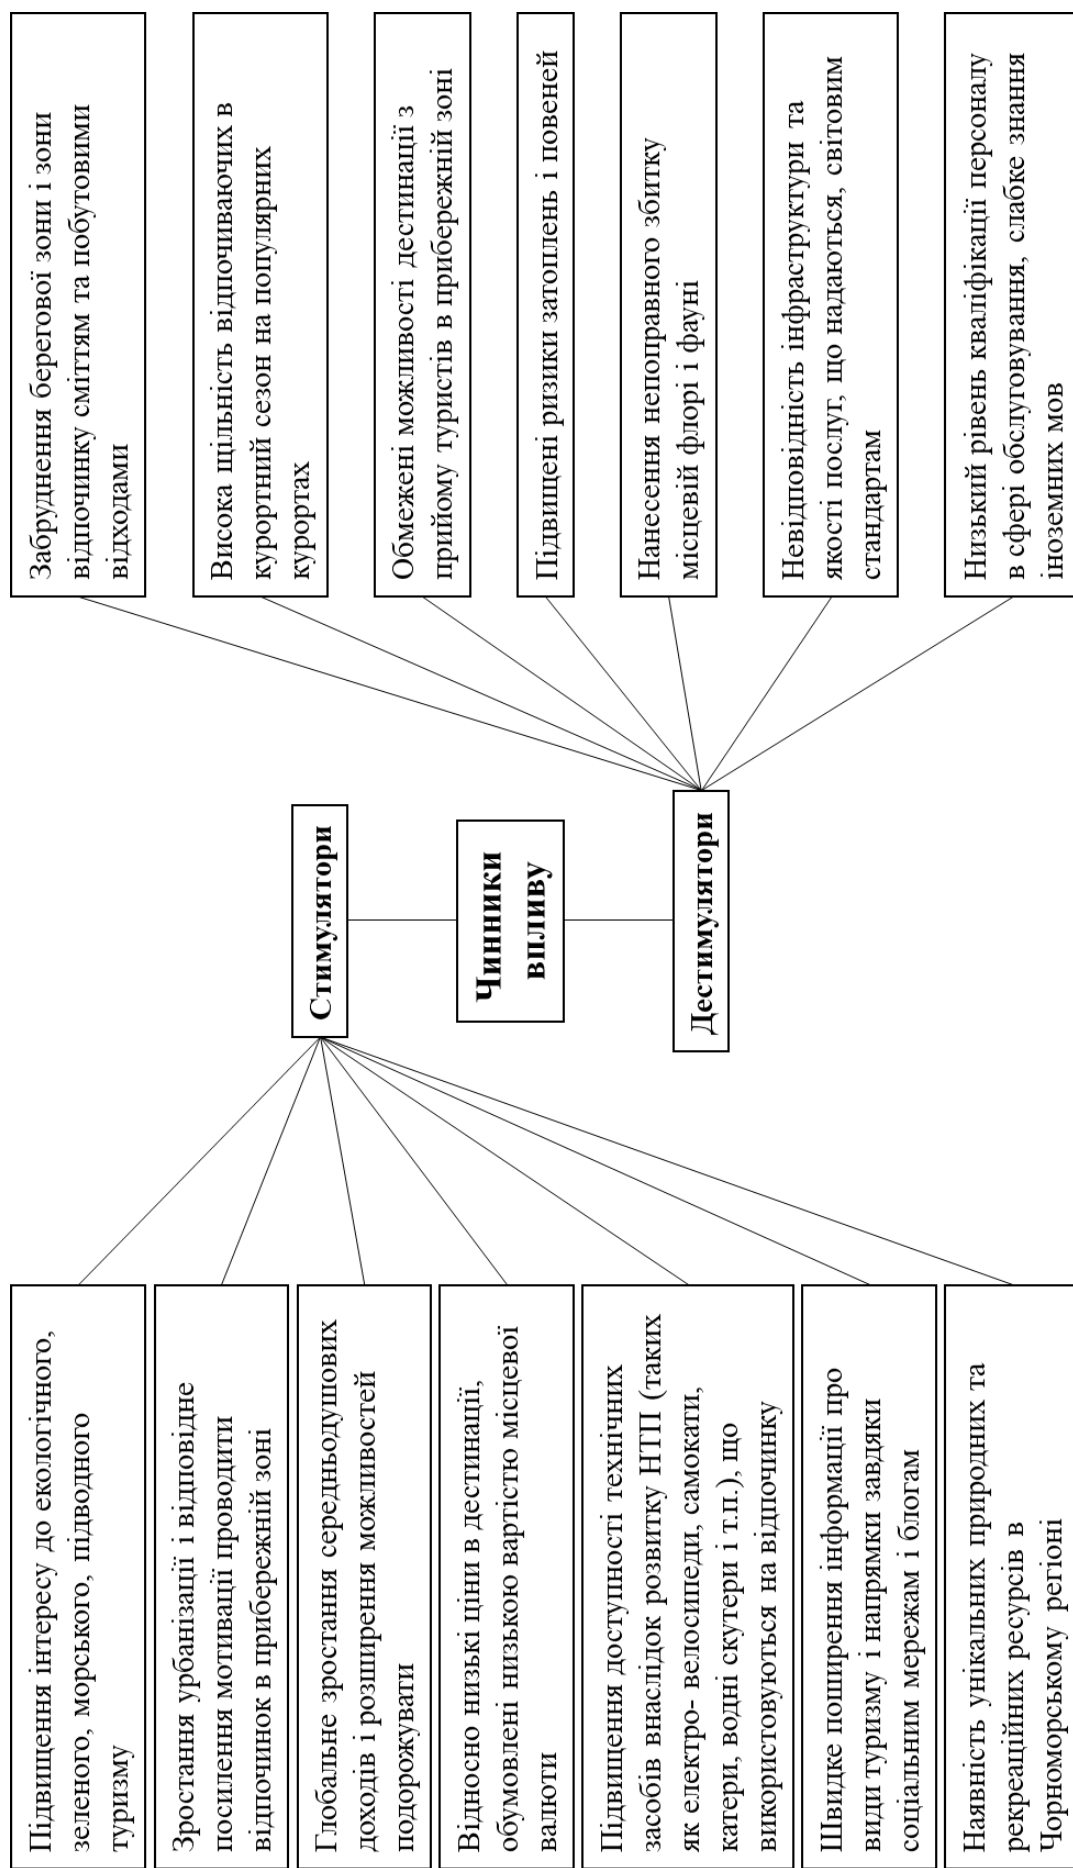 Підвищення інтересу до екологічного,
зеленого, морського, підводного
туризму
Зростання урбанізації і відповідне
посилення мотивації проводити
відпочинок в прибережній зоні
Глобальне зростання середньодушових
доходів і розширення можливостей
подорожувати
Відносно низькі ціни в дестинації,
обумовлені низькою вартістю місцевої
валюти
Підвищення доступності технічних
засобів внаслідок розвитку НТП (таких
як електро- велосипеди, самокати,
катери, водні скутери і т.п.), що
використовуються на відпочинку
Швидке поширення інформації про
види туризму і напрямки завдяки
соціальним мережам і блогам
Наявність унікальних природних та
рекреаційних ресурсів в
Чорноморському регіоні
Стимулятори
Чинники
впливу
Дестимулятори
Забруднення берегової зони і зони
відпочинку сміттям та побутовими
відходами
Висока щільність відпочиваючих в
курортний сезон на популярних
курортах
Обмежені можливості дестинації з
прийому туристів в прибережній зоні
Підвищені ризики затоплень і повеней
Нанесення непоправного збитку
місцевій флорі і фауні
Невідповідність інфраструктури та
якості послуг, що надаються, світовим
стандартам
Низький рівень кваліфікації персоналу
в сфері обслуговування, слабке знання
іноземних мов